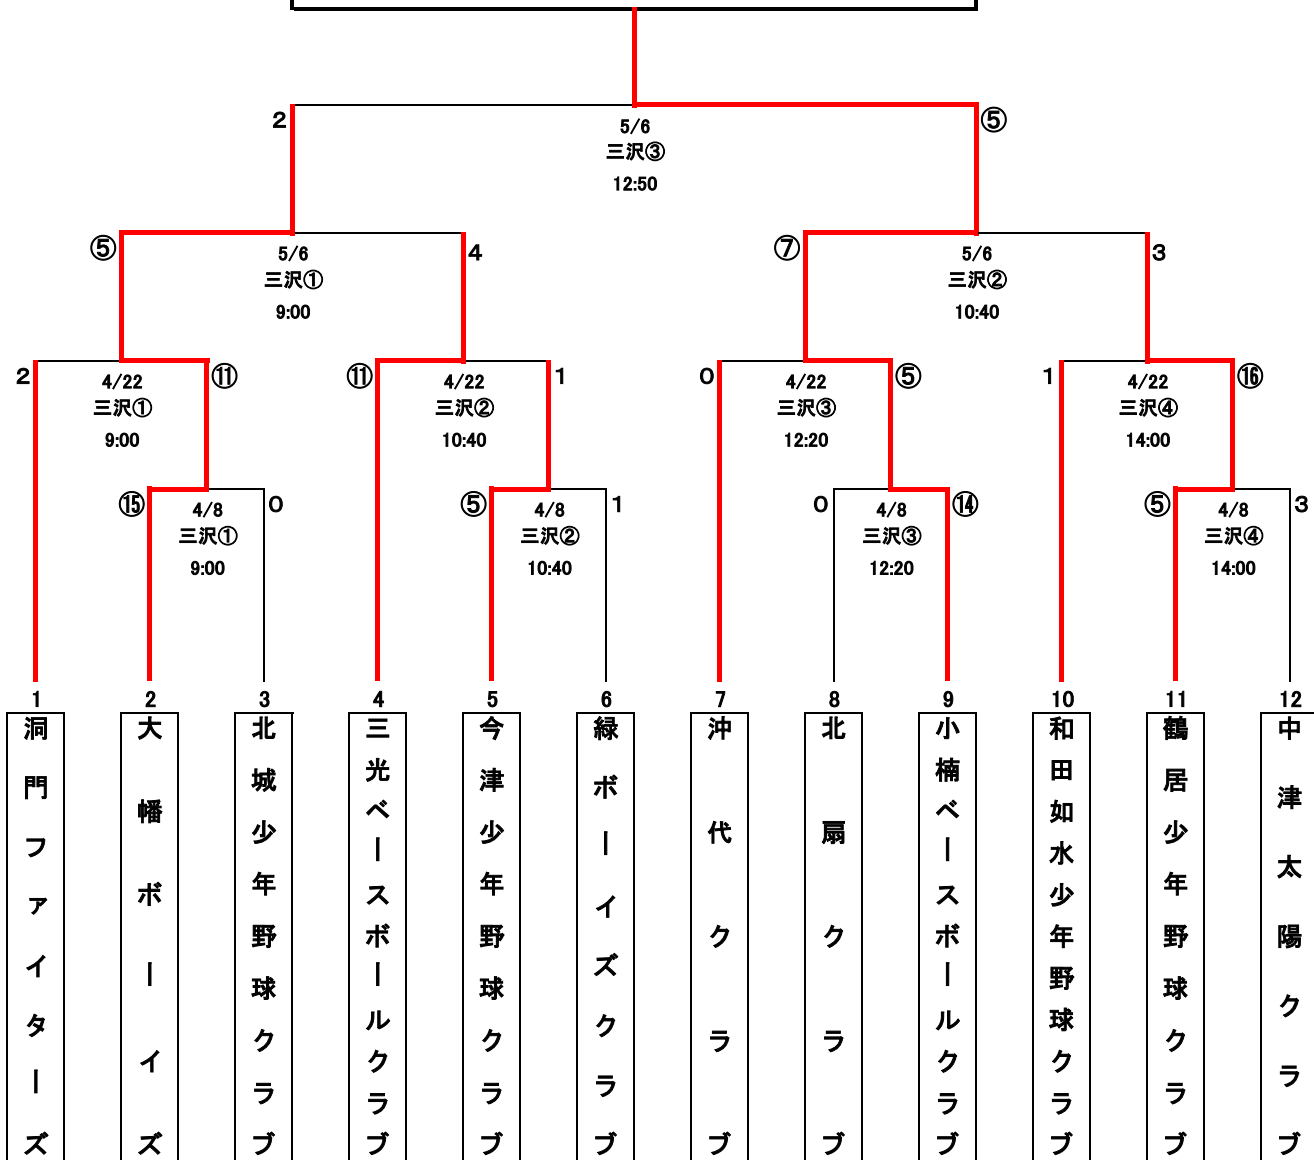 2 ⑤
5/6
三沢③
12:50
⑤ 4 ⑦ 3
5/6 5/6
三沢① 三沢②
9:00 10:40
2 ⑪ ⑪ 1 0 ⑤ 1 ⑯
4/22 4/22 4/22 4/22
三沢① 三沢② 三沢③ 三沢④
9:00 10:40 12:20 14:00
⑮ 0 ⑤ 1 0 ⑭ ⑤ 3
4/8 4/8 4/8 4/8
三沢① 三沢② 三沢③ 三沢④
9:00 10:40 12:20 14:00
1 2 3 4 5 6 7 8 9 10 11 12
洞門ファイターズ
大幡ボーイズ
北城少年野球クラブ
三光ベースボールクラブ
今津少年野球クラブ
緑ボーイズクラブ
沖代クラブ
北扇クラブ
小楠ベースボールクラブ
和田如水少年野球クラブ
鶴居少年野球クラブ
中津太陽クラブ